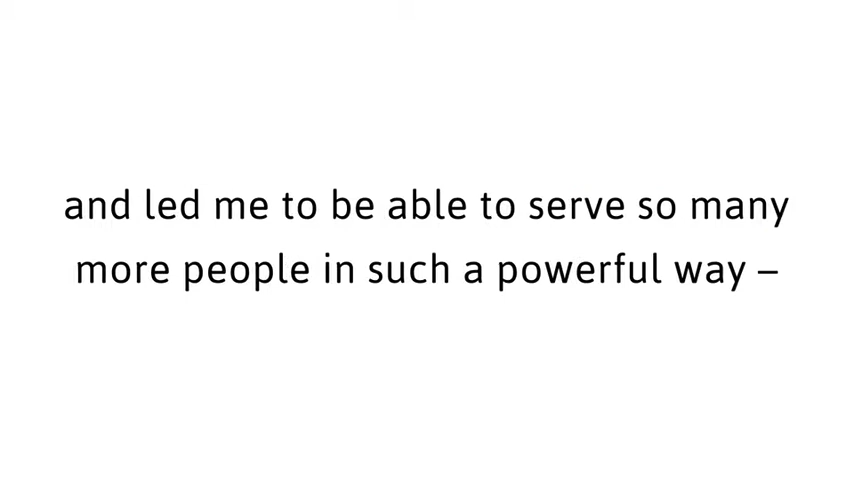 and led me to be able to serve so many
more people in such a powerful way –